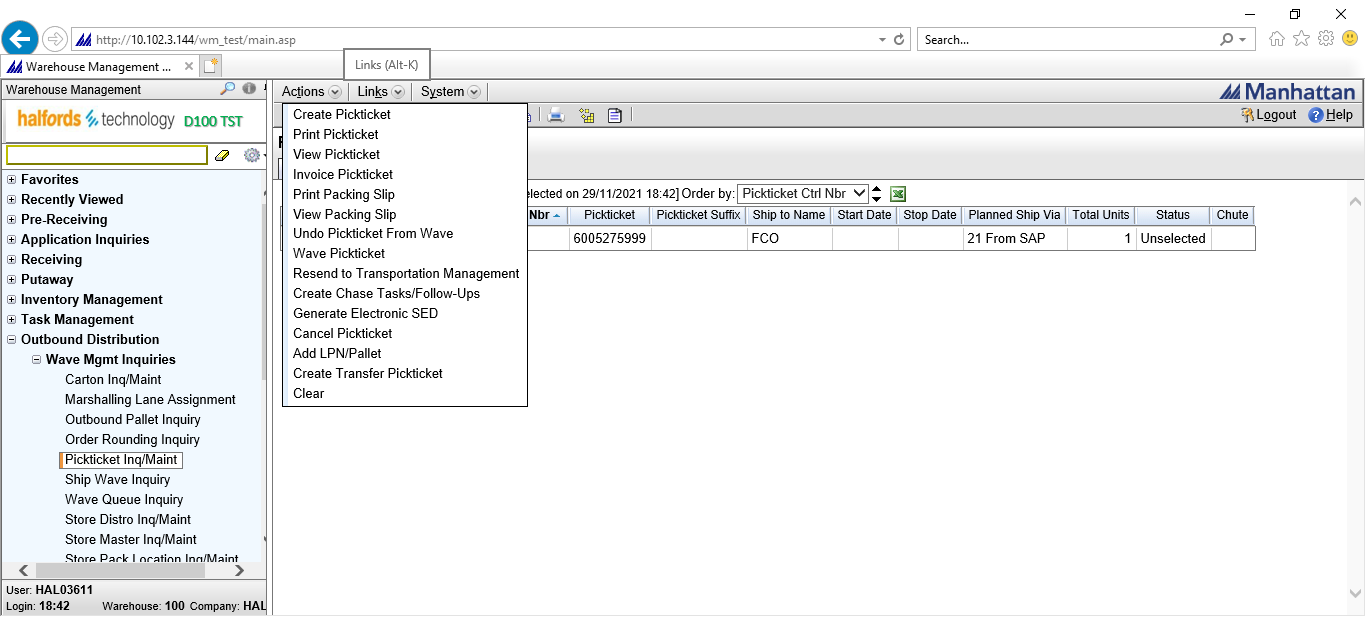 http://10.102.3.144/wm_test/main.asp
Search...
Warehouse Management ...
Links (Alt-K)
Warehouse Management
Actions Links System
Manhattan
halfords technology D100 TST
Logout Help
Create Pickticket
Print Pickticket
View Pickticket
Invoice Pickticket
Print Packing Slip
View Packing Slip
Undo Pickticket From Wave
Wave Pickticket
Resend to Transportation Management
Create Chase Tasks/Follow-Ups
Generate Electronic SED
Cancel Pickticket
Add LPN/Pallet
Create Transfer Pickticket
Clear
elected on 29/11/2021 18:42] Order by: Pickticket Ctrl Nbr
Nbr Pickticket Pickticket Suffix Ship to Name Start Date Stop Date Planned Ship Via Total Units Status Chute
6005275999 FCO 21 From SAP 1 Unselected
Favorites
Recently Viewed
Pre-Receiving
Application Inquiries
Receiving
Putaway
Inventory Management
Task Management
Outbound Distribution
Wave Mgmt Inquiries
Carton Inq/Maint
Marshalling Lane Assignment
Outbound Pallet Inquiry
Order Rounding Inquiry
Pickticket Inq/Maint
Ship Wave Inquiry
Wave Queue Inquiry
Store Distro Inq/Maint
Store Master Inq/Maint
Store Pack Location Inq/Maint
User: HAL03611
Login: 18:42 Warehouse: 100 Company: HAL